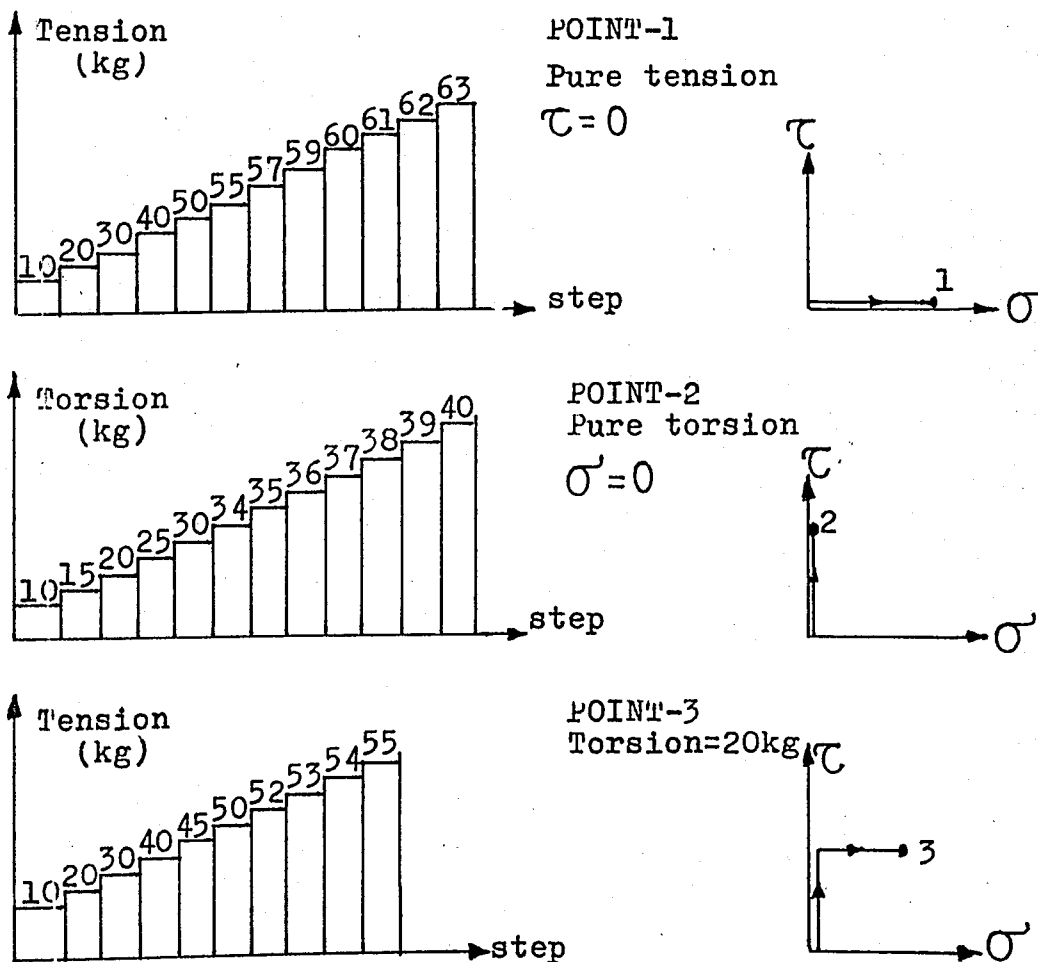 Tension
(kg)
10 20 30 40 50 55 57 59 60 61 62 63
step
POINT-1
Pure tension
τ=0
τ
1
σ
Torsion
(kg)
10 15 20 25 30 34 35 36 37 38 39 40
step
POINT-2
Pure torsion
σ=0
τ
2
σ
Tension
(kg)
10 20 30 40 45 50 52 53 54 55
step
POINT-3
Torsion=20kg
τ
3
σ